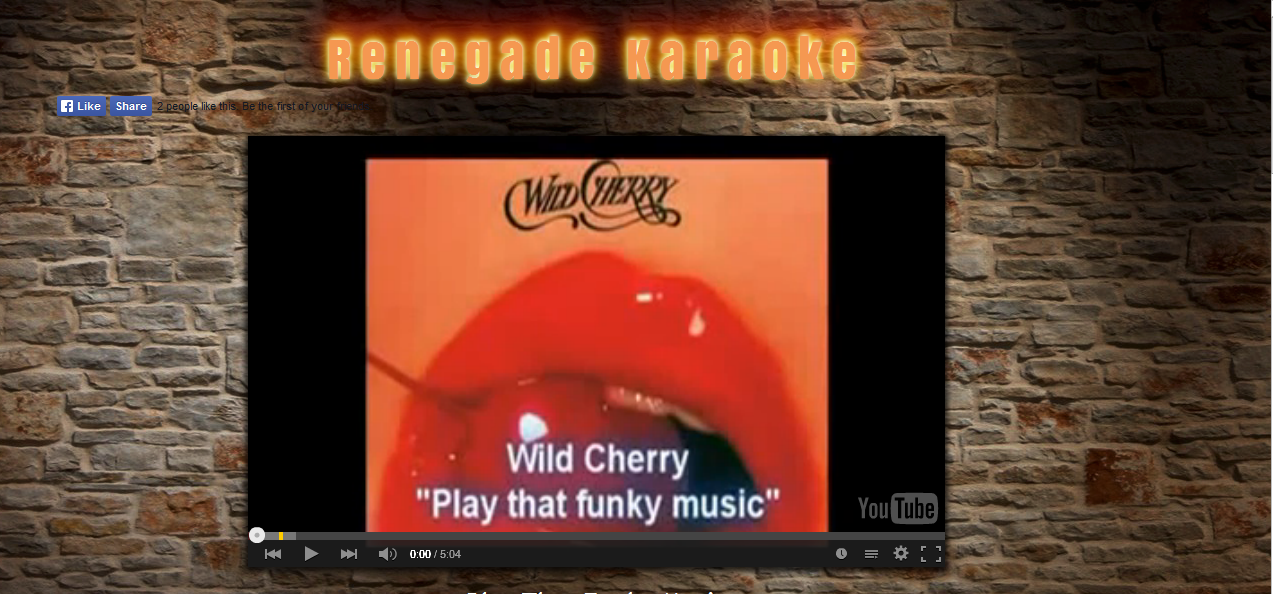 Renegade Karaoke
Like Share 2 people like this. Be the first of your friends.
WILD CHERRY
Wild Cherry
"Play that funky music"
YouTube
0:00 / 5:04